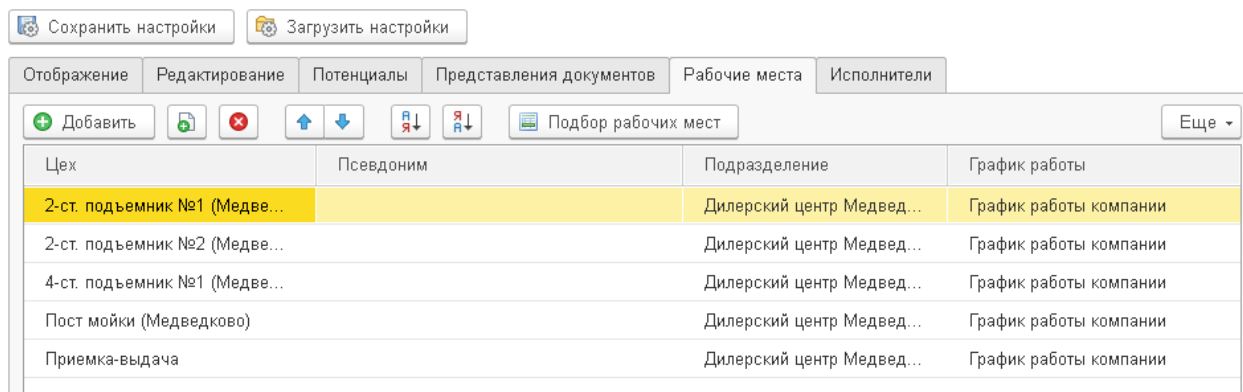 Сохранить настройки Загрузить настройки
Отображение Редактирование Потенциалы Представления документов Рабочие места Исполнители
Добавить Подбор рабочих мест Еще
Цех Псевдоним Подразделение График работы
2-ст. подъемник №1 (Медве... Дилерский центр Медвед... График работы компании
2-ст. подъемник №2 (Медве... Дилерский центр Медвед... График работы компании
4-ст. подъемник №1 (Медве... Дилерский центр Медвед... График работы компании
Пост мойки (Медведково) Дилерский центр Медвед... График работы компании
Приемка-выдача Дилерский центр Медвед... График работы компании